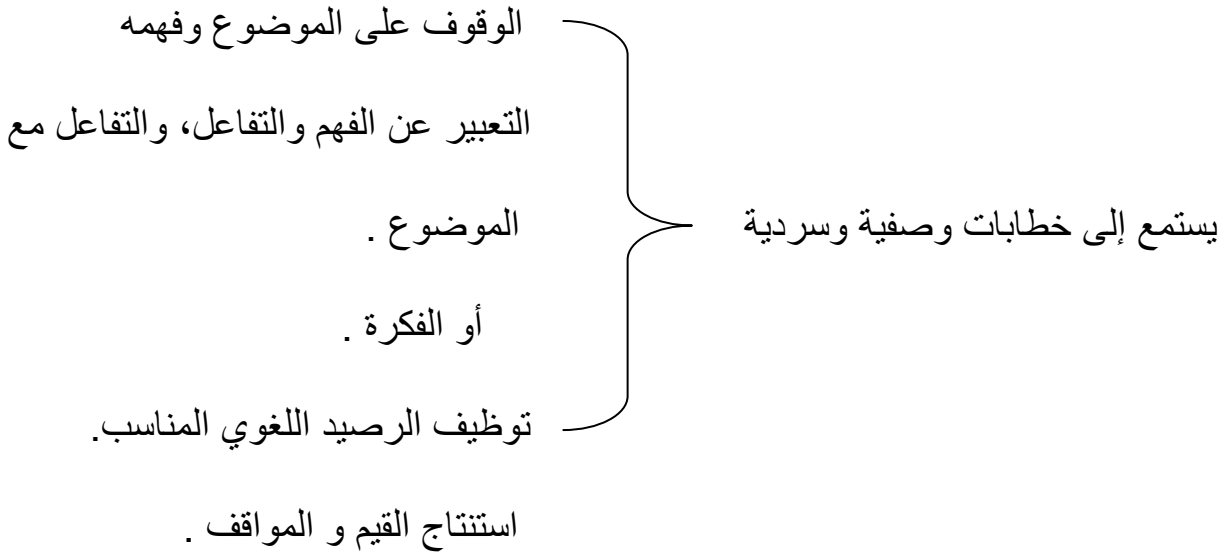 الوقوف على الموضوع وفهمه
التعبير عن الفهم والتفاعل، والتفاعل مع
يستمع إلى خطابات وصفية وسردية
الموضوع .
أو الفكرة .
توظيف الرصيد اللغوي المناسب.
استنتاج القيم و المواقف .